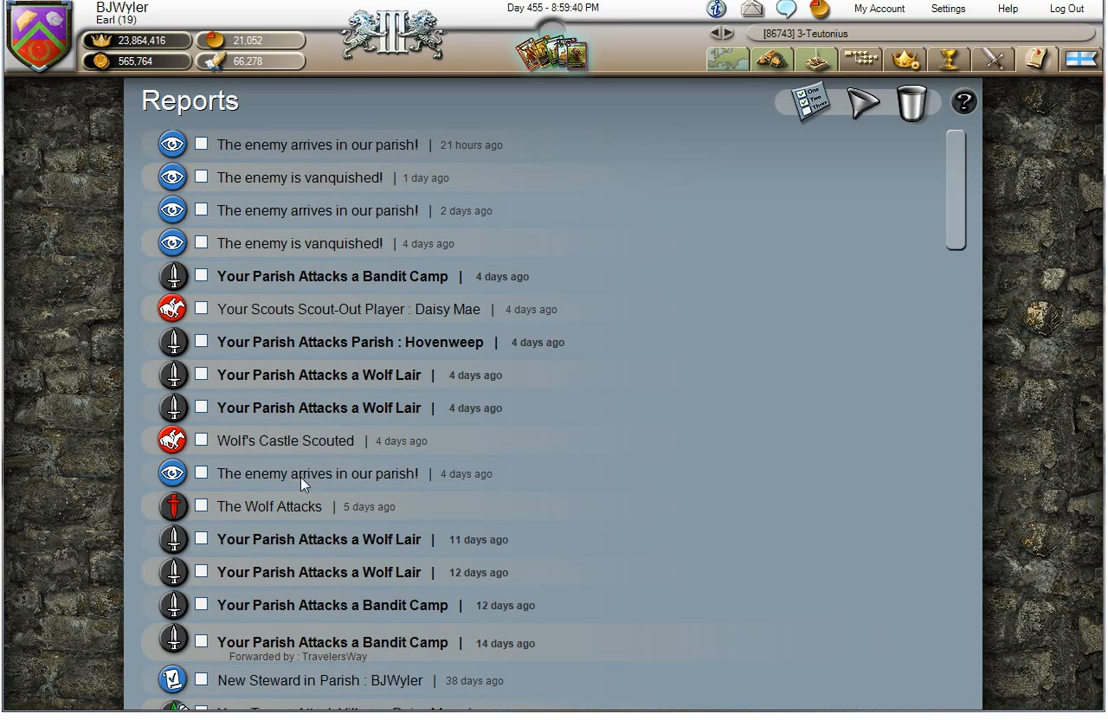 BJWyler
Earl (19)
23,864,416
21,052
565,764
66,278
III
Day 455 - 8:59:40 PM
My Account
Settings
Help
Log Out
[86743] 3-Teutonius
Reports
One
Two
Three
?
The enemy arrives in our parish! | 21 hours ago
The enemy is vanquished! | 1 day ago
The enemy arrives in our parish! | 2 days ago
The enemy is vanquished! | 4 days ago
Your Parish Attacks a Bandit Camp | 4 days ago
Your Scouts Scout-Out Player : Daisy Mae | 4 days ago
Your Parish Attacks Parish : Hovenweep | 4 days ago
Your Parish Attacks a Wolf Lair | 4 days ago
Your Parish Attacks a Wolf Lair | 4 days ago
Wolf's Castle Scouted | 4 days ago
The enemy arrives in our parish! | 4 days ago
The Wolf Attacks | 5 days ago
Your Parish Attacks a Wolf Lair | 11 days ago
Your Parish Attacks a Wolf Lair | 12 days ago
Your Parish Attacks a Bandit Camp | 12 days ago
Your Parish Attacks a Bandit Camp | 14 days ago
Forwarded by : TravelersWay
New Steward in Parish : BJWyler | 38 days ago